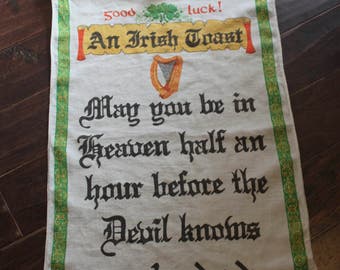 Good luck!
An Irish Toast
May you be in
Heaven half an
hour before the
Devil knows